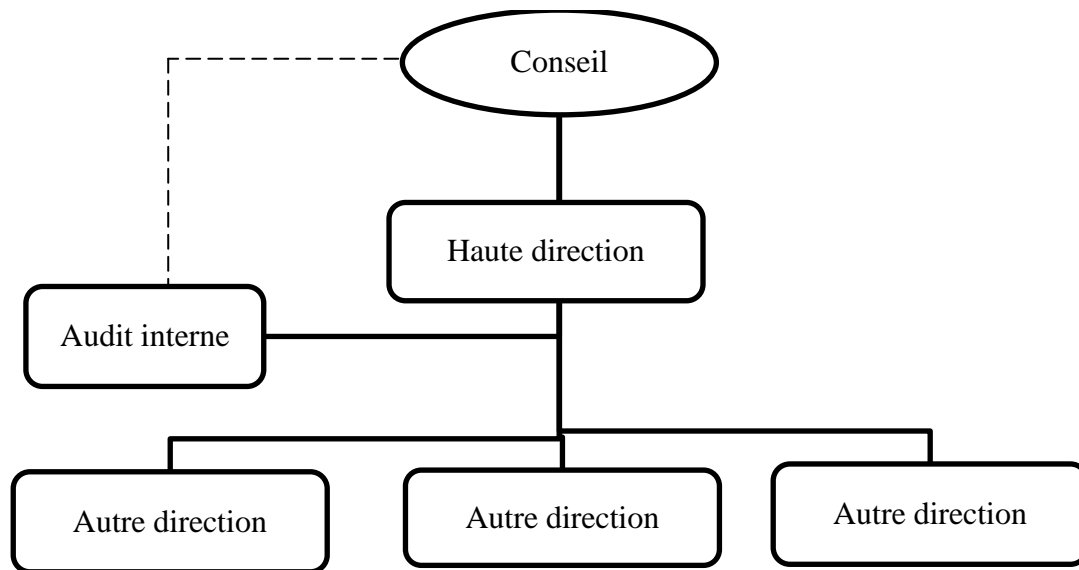 Conseil
Haute direction
Audit interne
Autre direction
Autre direction
Autre direction